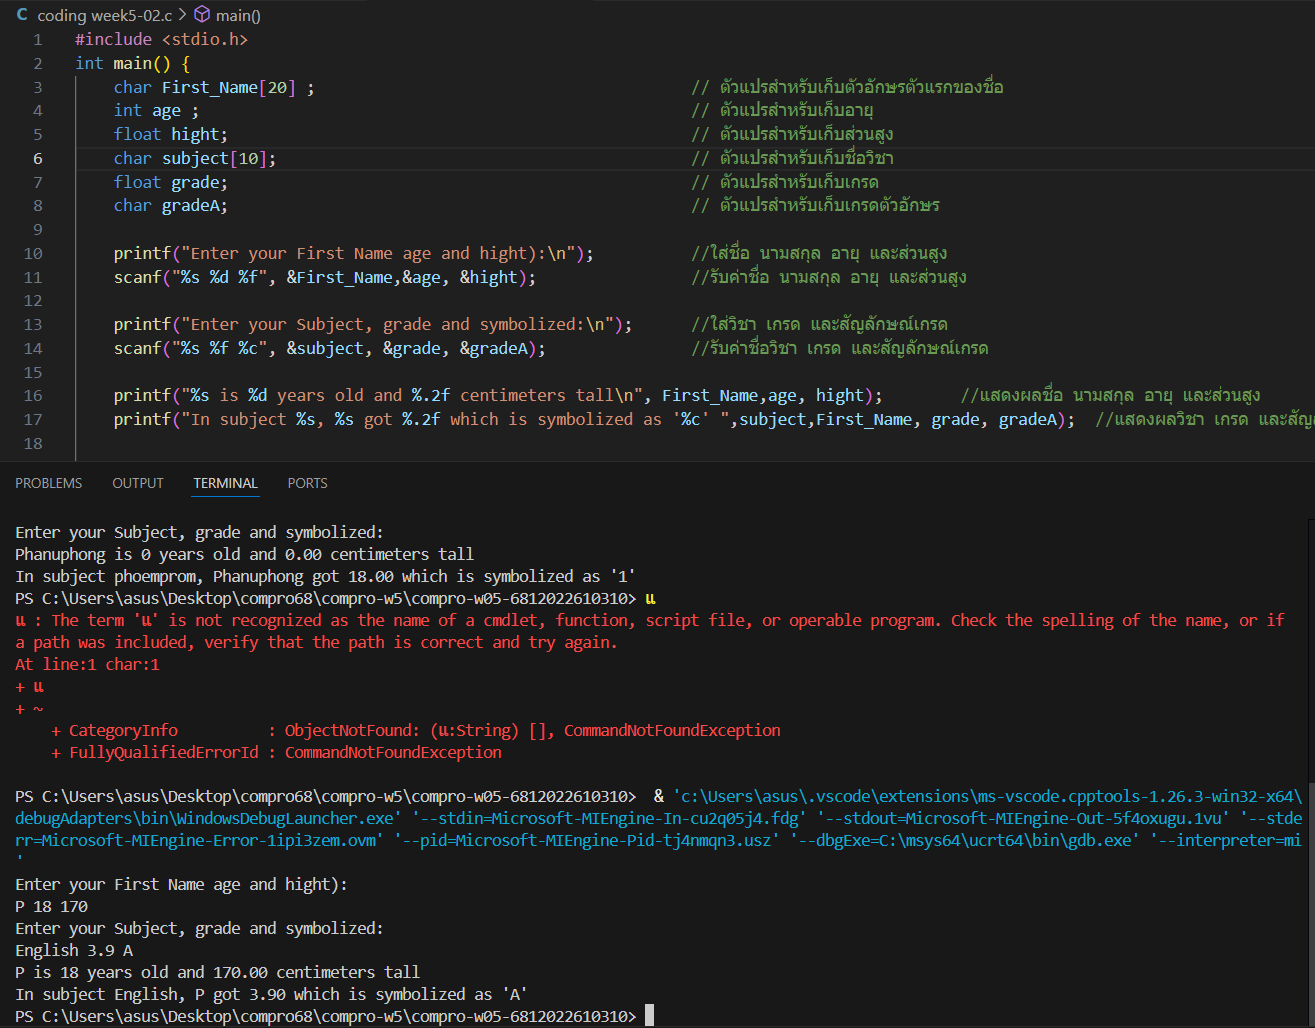 C coding week5-02.c > main()
1 #include <stdio.h>
2 int main() {
3 char First_Name[20] ; // ตัวแปรสำหรับเก็บตัวอักษรตัวแรกของชื่อ
4 int age ; // ตัวแปรสำหรับเก็บอายุ
5 float hight; // ตัวแปรสำหรับเก็บส่วนสูง
6 char subject[10]; // ตัวแปรสำหรับเก็บชื่อวิชา
7 float grade; // ตัวแปรสำหรับเก็บเกรด
8 char gradeA; // ตัวแปรสำหรับเก็บเกรดตัวอักษร
9
10 printf("Enter your First Name age and hight):\n"); //ใส่ชื่อ นามสกุล อายุ และส่วนสูง
11 scanf("%s %d %f", &First_Name,&age, &hight); //รับค่าชื่อ นามสกุล อายุ และส่วนสูง
12
13 printf("Enter your Subject, grade and symbolized:\n"); //ใส่วิชา เกรด และสัญลักษณ์เกรด
14 scanf("%s %f %c", &subject, &grade, &gradeA); //รับค่าชื่อวิชา เกรด และสัญลักษณ์เกรด
15
16 printf("%s is %d years old and %.2f centimeters tall\n", First_Name,age, hight); //แสดงผลชื่อ นามสกุล อายุ และส่วนสูง
17 printf("In subject %s, %s got %.2f which is symbolized as '%c' ",subject,First_Name, grade, gradeA); //แสดงผลวิชา เกรด
18
PROBLEMS OUTPUT TERMINAL PORTS
Enter your Subject, grade and symbolized:
Phanuphong is 0 years old and 0.00 centimeters tall
In subject phoemprom, Phanuphong got 18.00 which is symbolized as '1'
PS C:\Users\asus\Desktop\compro68\compro-w5\compro-w05-6812022610310> แ
แ : The term 'แ' is not recognized as the name of a cmdlet, function, script file, or operable program. Check the spelling of the name, or if
a path was included, verify that the path is correct and try again.
At line:1 char:1
+ แ
+ ~
+ CategoryInfo : ObjectNotFound: (แ:String) [], CommandNotFoundException
+ FullyQualifiedErrorId : CommandNotFoundException
PS C:\Users\asus\Desktop\compro68\compro-w5\compro-w05-6812022610310> & 'c:\Users\asus\.vscode\extensions\ms-vscode.cpptools-1.26.3-win32-x64\
debugAdapters\bin\WindowsDebugLauncher.exe' '--stdin=Microsoft-MIEngine-In-cu2q05j4.fdg' '--stdout=Microsoft-MIEngine-Out-5f4oxugu.1vu' '--stde
rr=Microsoft-MIEngine-Error-1ipi3zem.ovm' '--pid=Microsoft-MIEngine-Pid-tj4nmqn3.usz' '--dbgExe=C:\msys64\ucrt64\bin\gdb.exe' '--interpreter=mi
'
Enter your First Name age and hight):
P 18 170
Enter your Subject, grade and symbolized:
English 3.9 A
P is 18 years old and 170.00 centimeters tall
In subject English, P got 3.90 which is symbolized as 'A'
PS C:\Users\asus\Desktop\compro68\compro-w5\compro-w05-6812022610310>